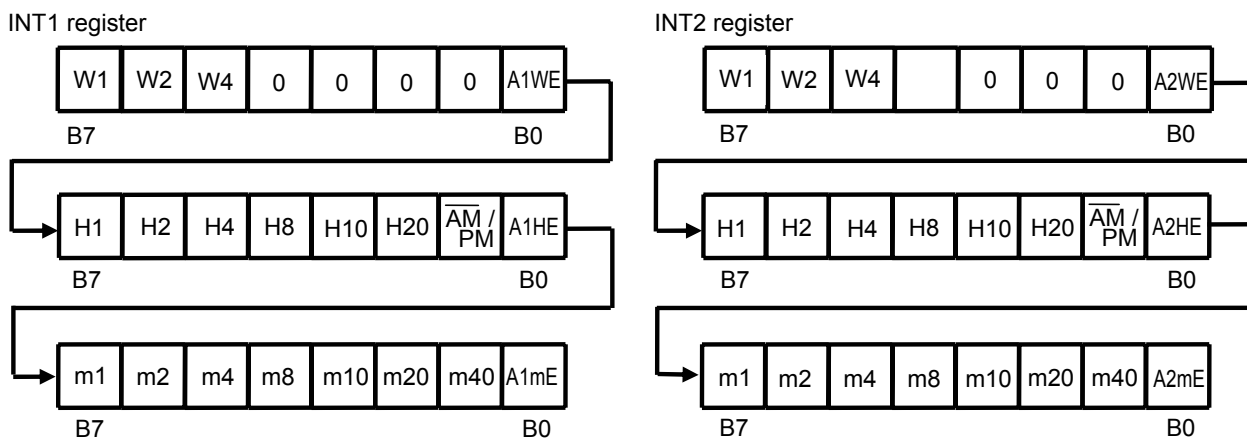 INT1 register
W1 W2 W4 0 0 0 0 A1WE
B7 B0
H1 H2 H4 H8 H10 H20 AM / PM A1HE
B7 B0
m1 m2 m4 m8 m10 m20 m40 A1mE
B7 B0
INT2 register
W1 W2 W4 0 0 0 A2WE
B7 B0
H1 H2 H4 H8 H10 H20 AM / PM A2HE
B7 B0
m1 m2 m4 m8 m10 m20 m40 A2mE
B7 B0